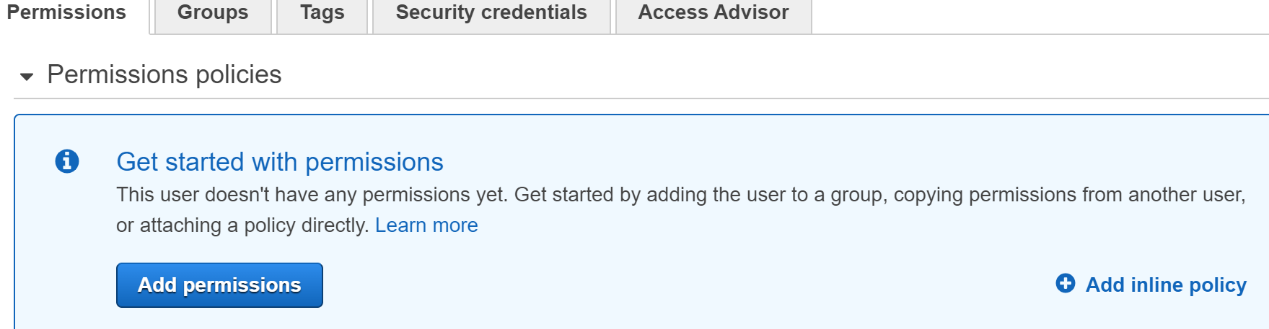 Permissions Groups Tags Security credentials Access Advisor
Permissions policies
Get started with permissions
This user doesn't have any permissions yet. Get started by adding the user to a group, copying permissions from another user,
or attaching a policy directly. Learn more
Add permissions Add inline policy